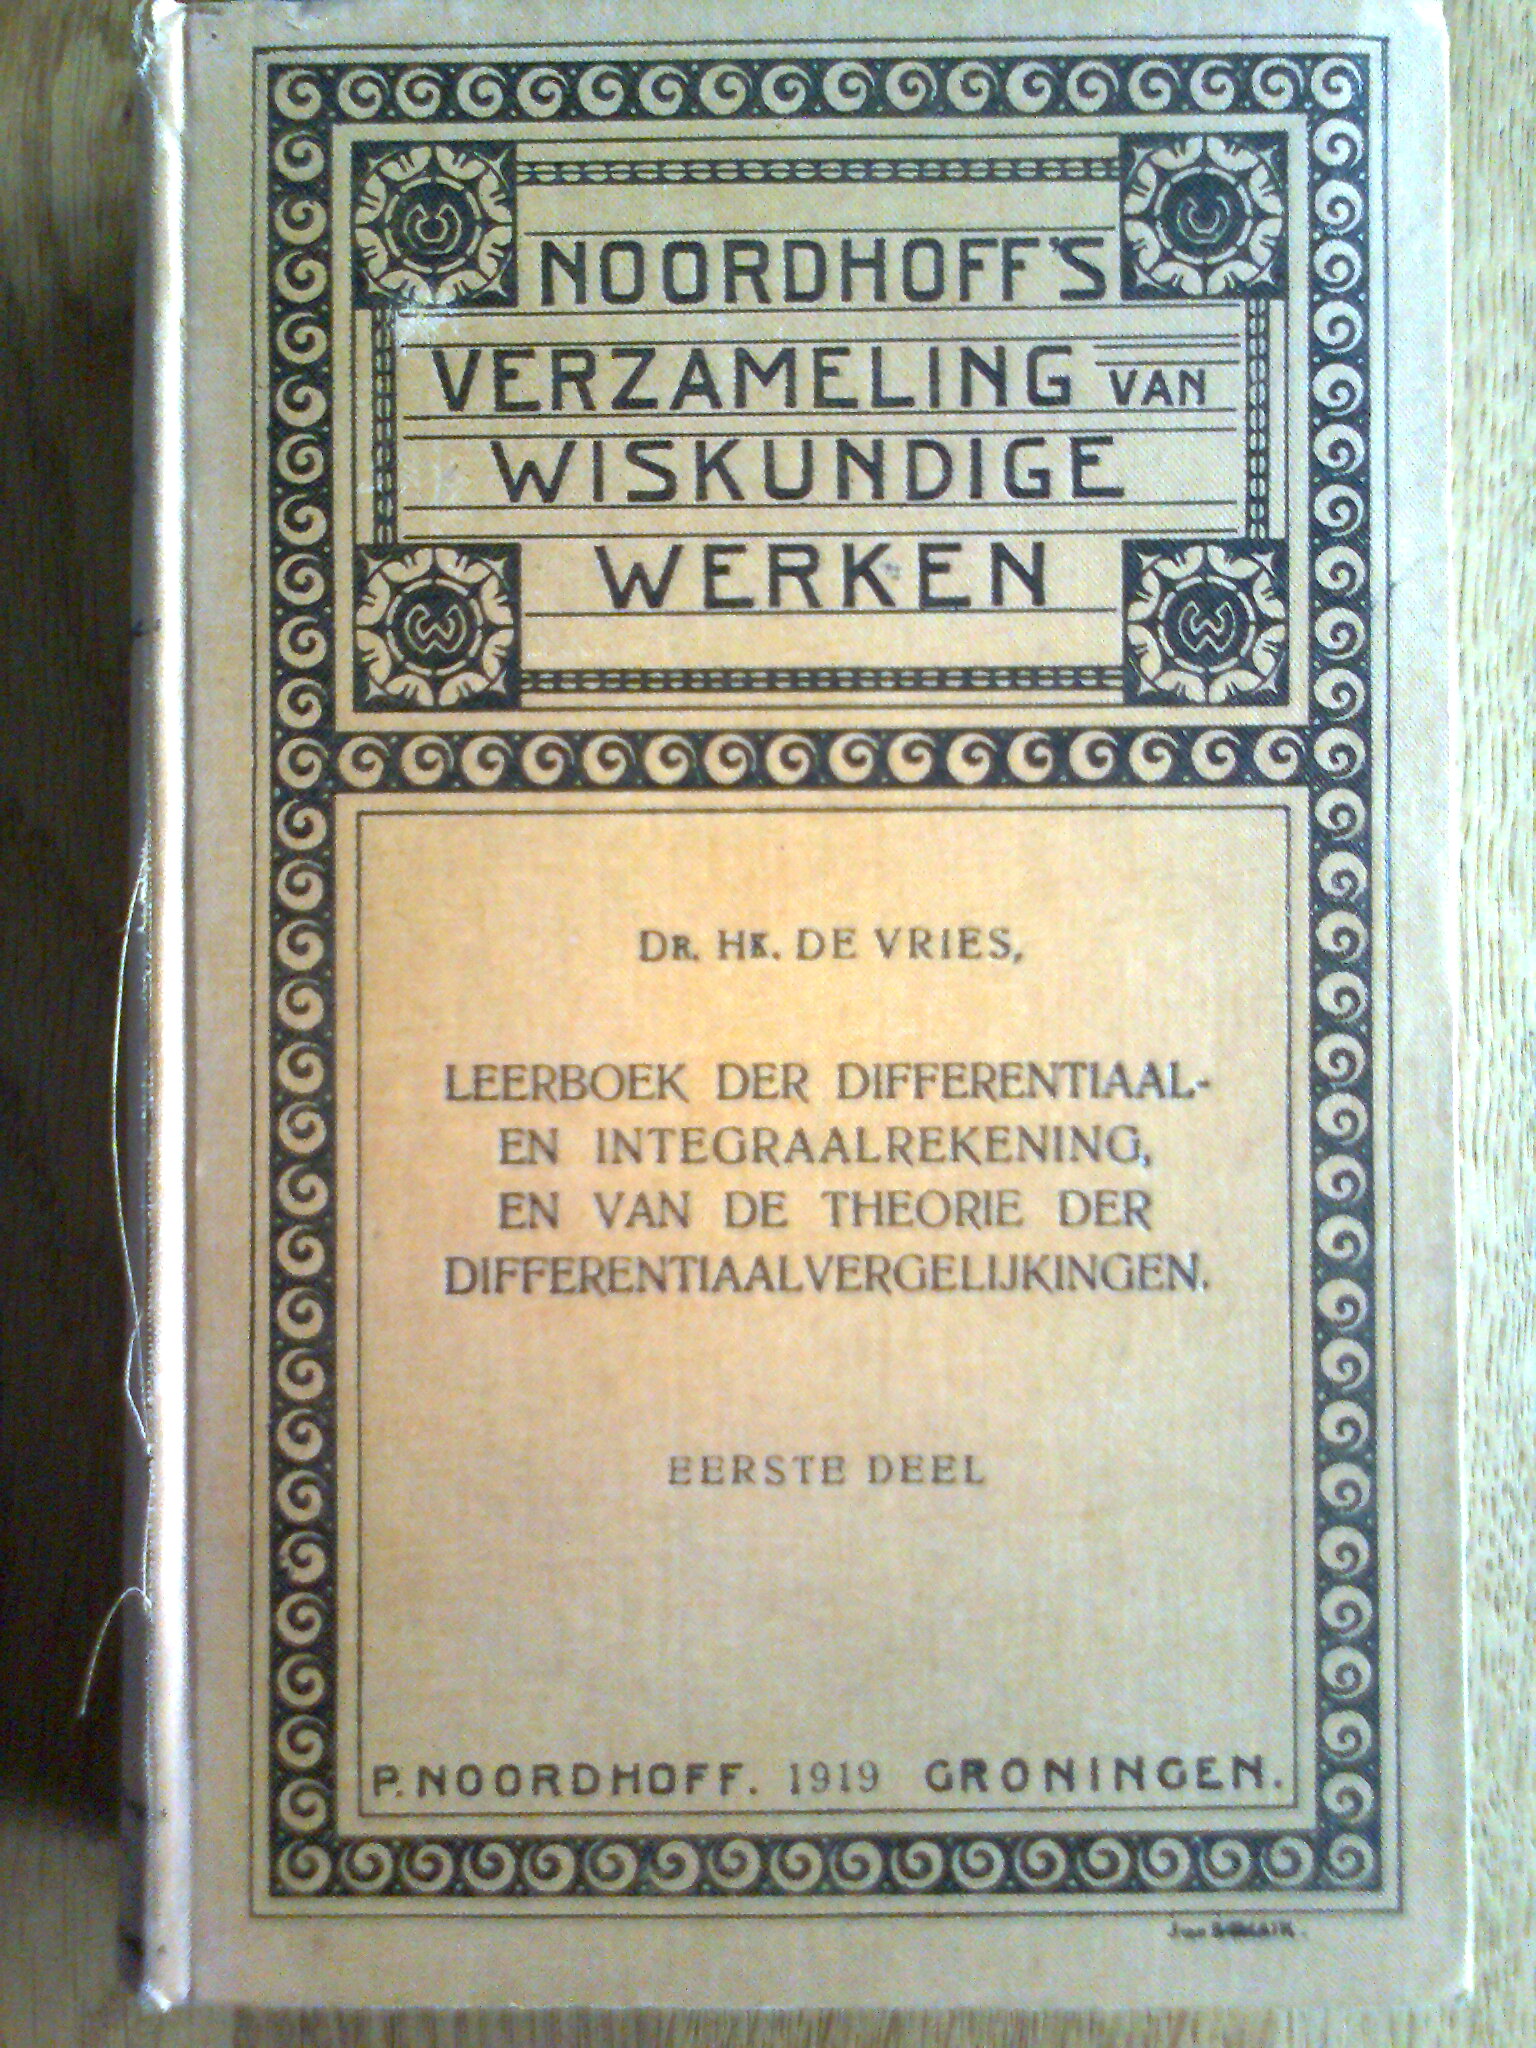 NOORDHOFF'S
VERZAMELING VAN
WISKUNDIGE
WERKEN
DR. HK. DE VRIES,
LEERBOEK DER DIFFERENTIAAL-
EN INTEGRAALREKENING,
EN VAN DE THEORIE DER
DIFFERENTIAALVERGELIJKINGEN.
EERSTE DEEL
P. NOORDHOFF. 1919 GRONINGEN.